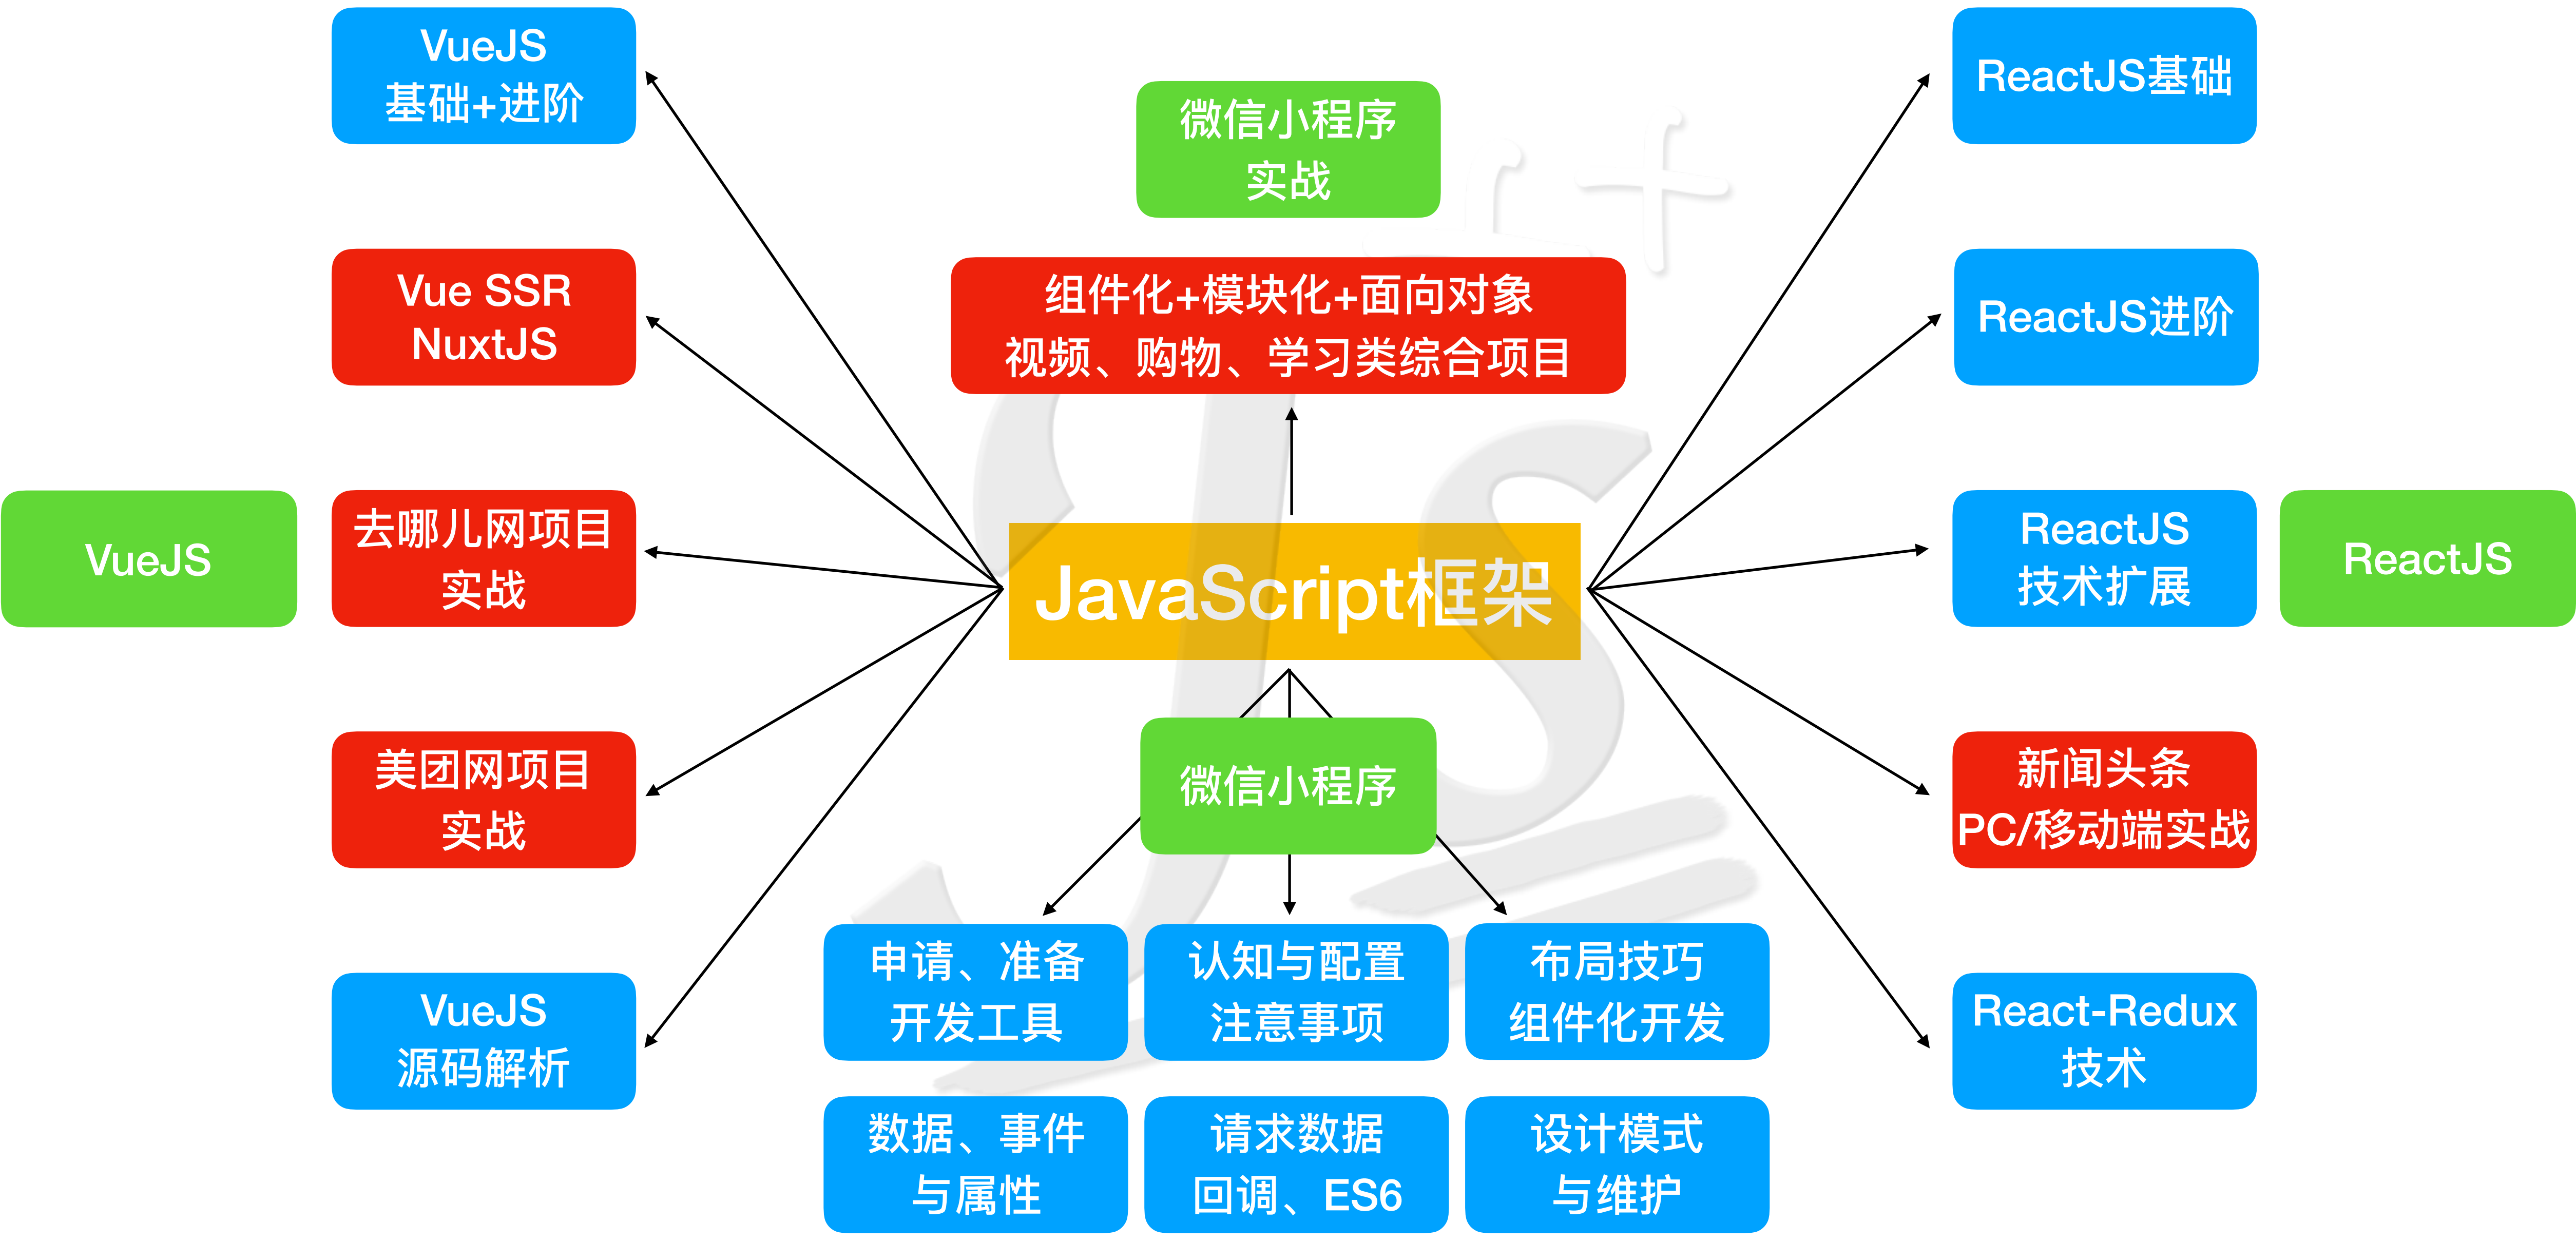 VueJS
基础+进阶
Vue SSR
NuxtJS
VueJS
去哪儿网项目
实战
美团网项目
实战
VueJS
源码解析
微信小程序
实战
组件化+模块化+面向对象
视频、购物、学习类综合项目
JavaScript框架
微信小程序
申请、准备
开发工具
认知与配置
注意事项
布局技巧
组件化开发
数据、事件
与属性
请求数据
回调、ES6
设计模式
与维护
ReactJS基础
ReactJS进阶
ReactJS
技术扩展
ReactJS
新闻头条
PC/移动端实战
React-Redux
技术